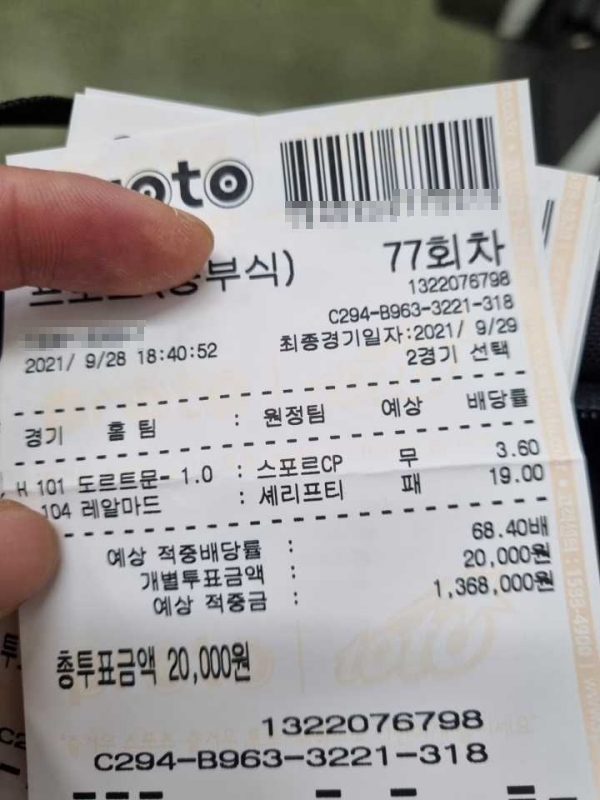 77회차
1322076798
C294-B963-3221-318
2021/ 9/28 18:40:52
최종경기일자:2021/ 9/29
2경기 선택
경기 홈 팀 : 원정팀 예상 배당률
H 101 도르트문- 1.0 : 스포르CP 무 3.60
104 레알마드 : 셰리프티 패 19.00
예상 적중배당률 : 68.40배
개별투표금액 : 20,000원
예상 적중금 : 1,368,000원
총투표금액 20,000원
1322076798
C294-B963-3221-318